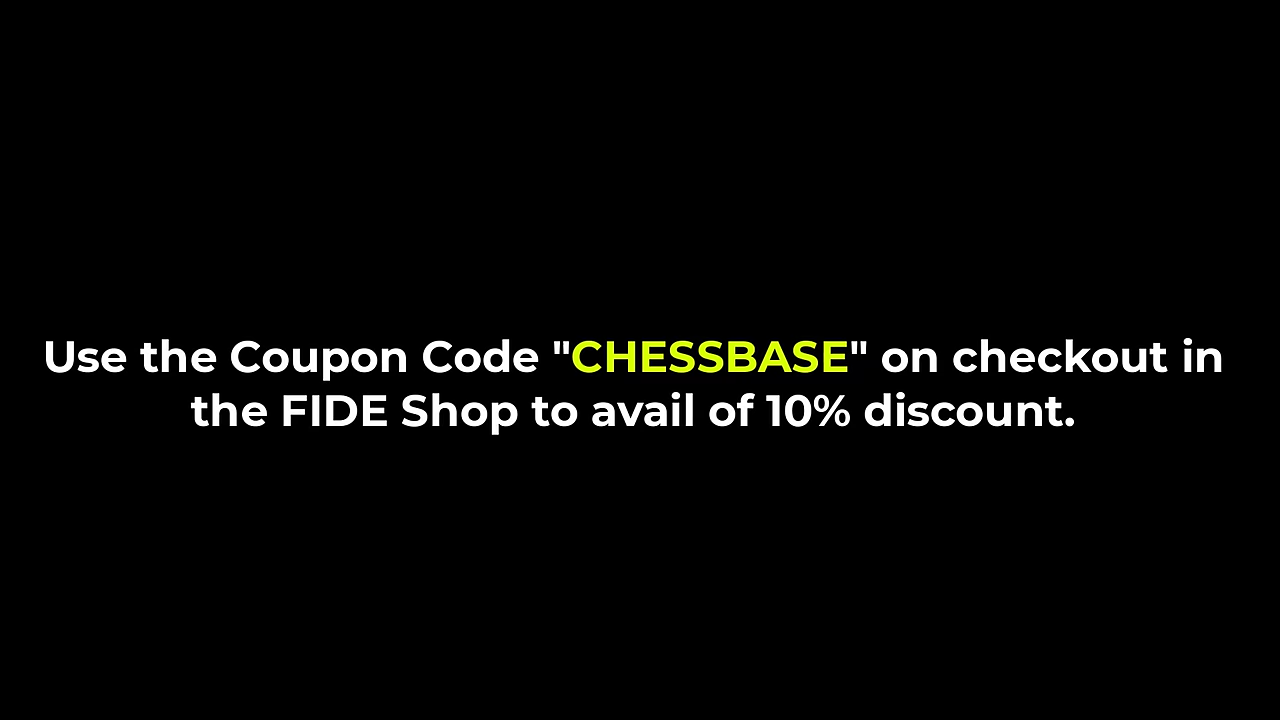 Use the Coupon Code "CHESSBASE" on checkout in
the FIDE Shop to avail of 10% discount.